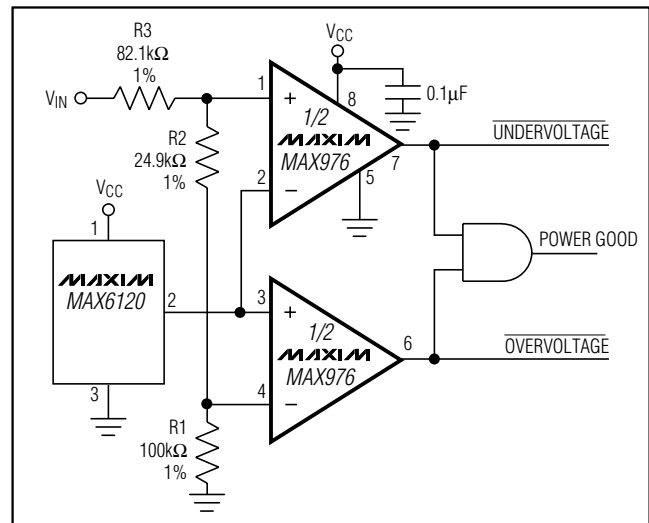 R3
82.1kΩ
1%
VIN
1
+
R2
24.9kΩ
1%
2
−
1/2
MAXIM
MAX976
VCC
8
0.1µF
7
5
UNDERVOLTAGE
VCC
1
MAXIM
MAX6120
2
3
POWER GOOD
3
+
1/2
MAXIM
MAX976
4
−
6
OVERVOLTAGE
R1
100kΩ
1%